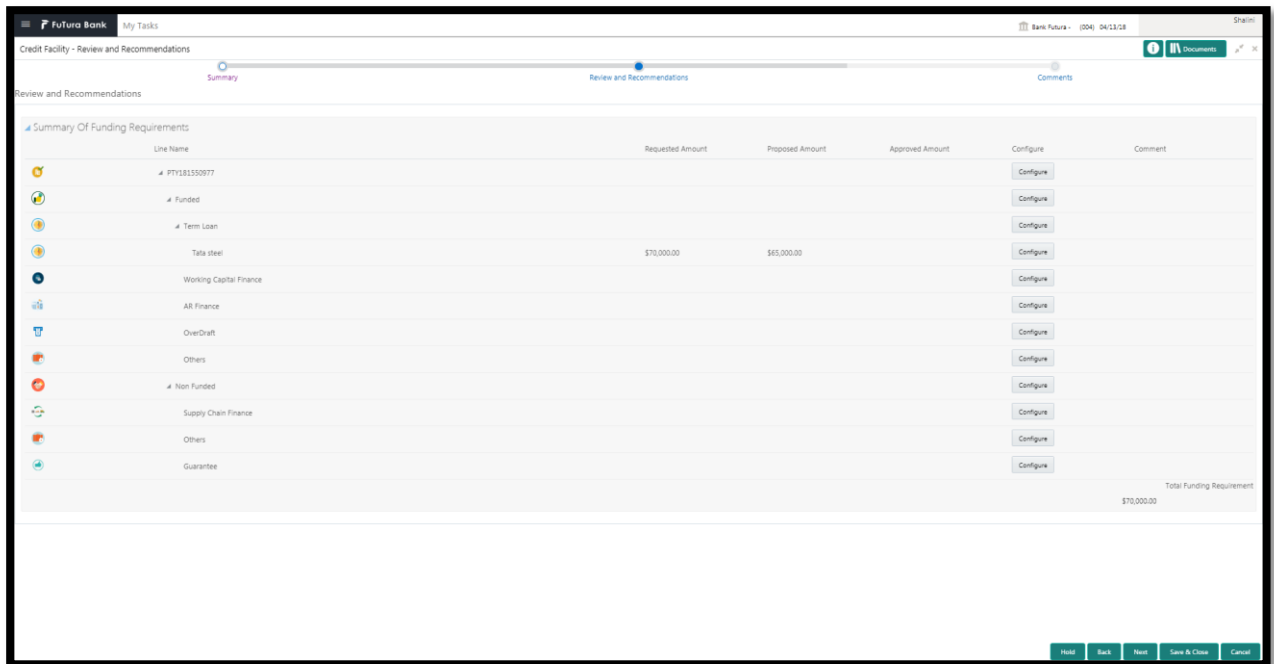 FuTura Bank My Tasks Bank Futura - (004) 04/13/18 Shalini
Credit Facility - Review and Recommendations Documents
Summary Review and Recommendations Comments
Review and Recommendations
Summary Of Funding Requirements
Line Name Requested Amount Proposed Amount Approved Amount Configure Comment
PTY181550977 Configure
Funded Configure
Term Loan Configure
Tata steel $70,000.00 $65,000.00 Configure
Working Capital Finance Configure
AR Finance Configure
OverDraft Configure
Others Configure
Non Funded Configure
Supply Chain Finance Configure
Others Configure
Guarantee Configure
Total Funding Requirement
$70,000.00
Hold Back Next Save & Close Cancel